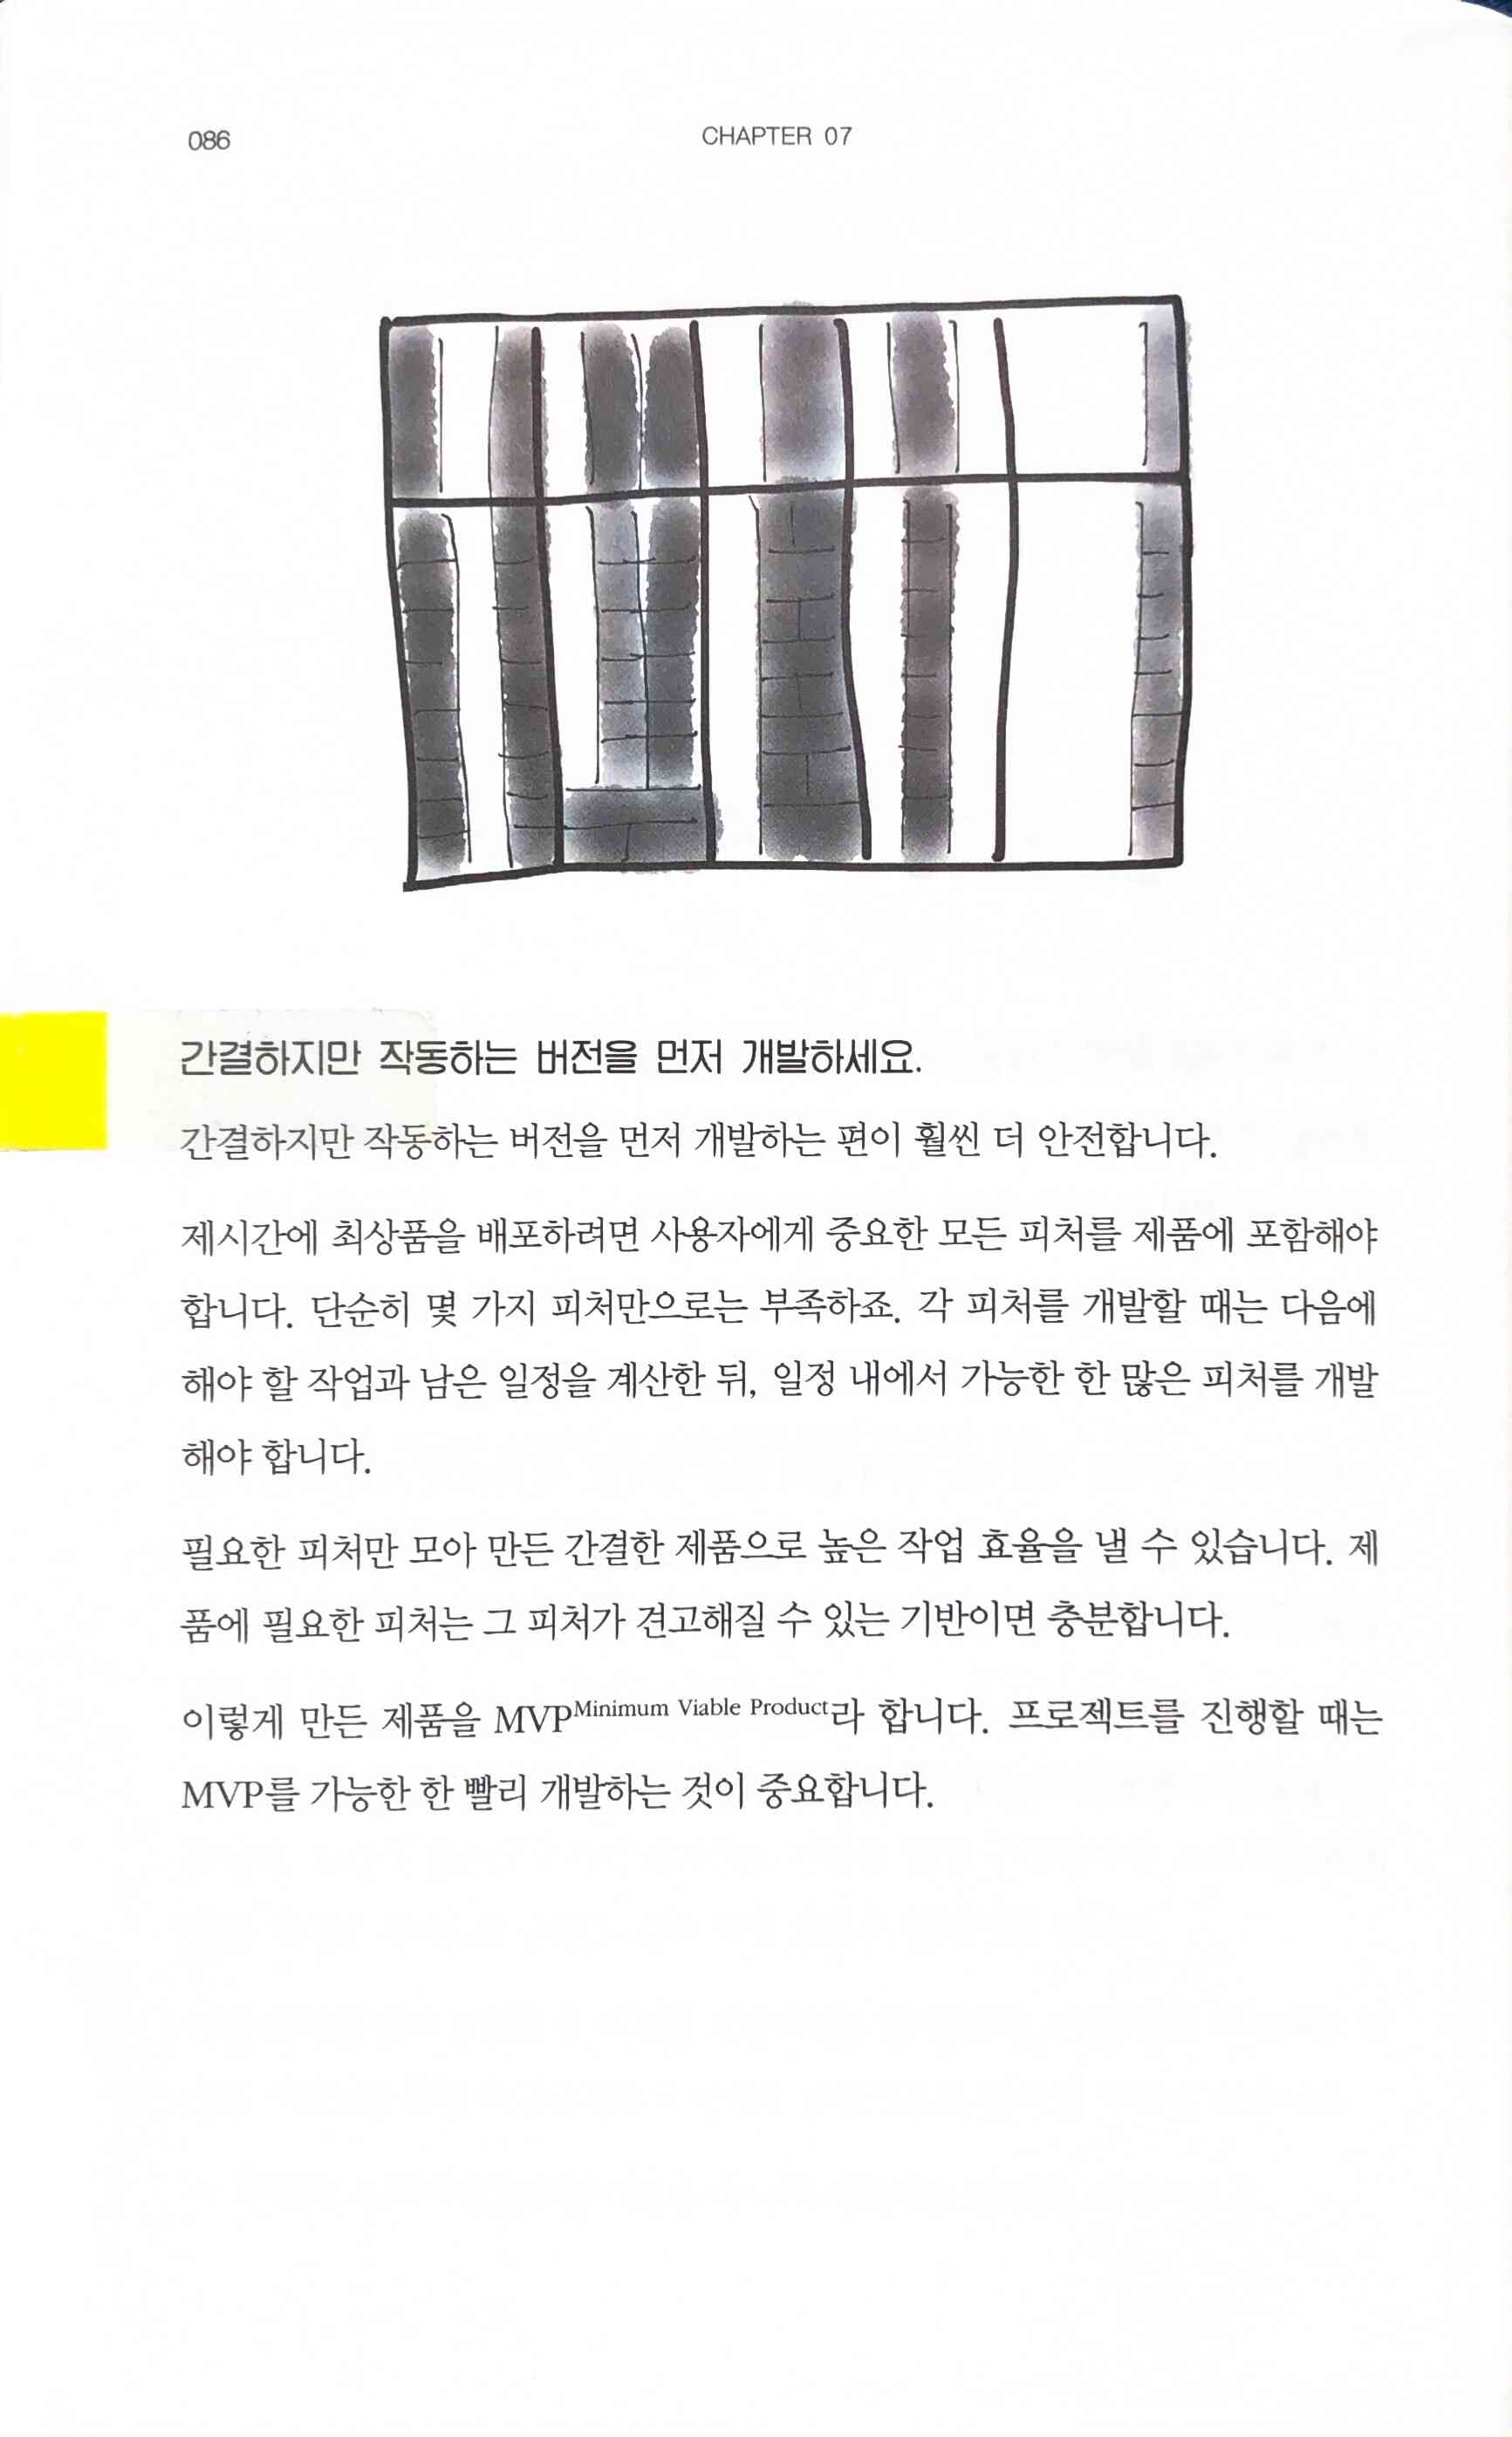 086
CHAPTER 07
간결하지만 작동하는 버전을 먼저 개발하세요.
간결하지만 작동하는 버전을 먼저 개발하는 편이 훨씬 더 안전합니다.
제시간에 최상품을 배포하려면 사용자에게 중요한 모든 피처를 제품에 포함해야
합니다. 단순히 몇 가지 피처만으로는 부족하죠. 각 피처를 개발할 때는 다음에
해야 할 작업과 남은 일정을 계산한 뒤, 일정 내에서 가능한 한 많은 피처를 개발
해야 합니다.
필요한 피처만 모아 만든 간결한 제품으로 높은 작업 효율을 낼 수 있습니다. 제
품에 필요한 피처는 그 피처가 견고해질 수 있는 기반이면 충분합니다.
이렇게 만든 제품을 MVP Minimum Viable Product라 합니다. 프로젝트를 진행할 때는
MVP를 가능한 한 빨리 개발하는 것이 중요합니다.